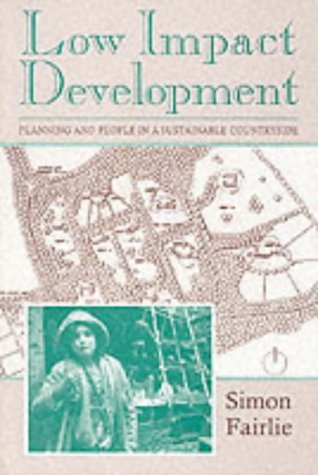 Low Impact
Development
PLANNING AND PEOPLE IN A SUSTAINABLE COUNTRYSIDE
Simon
Fairlie